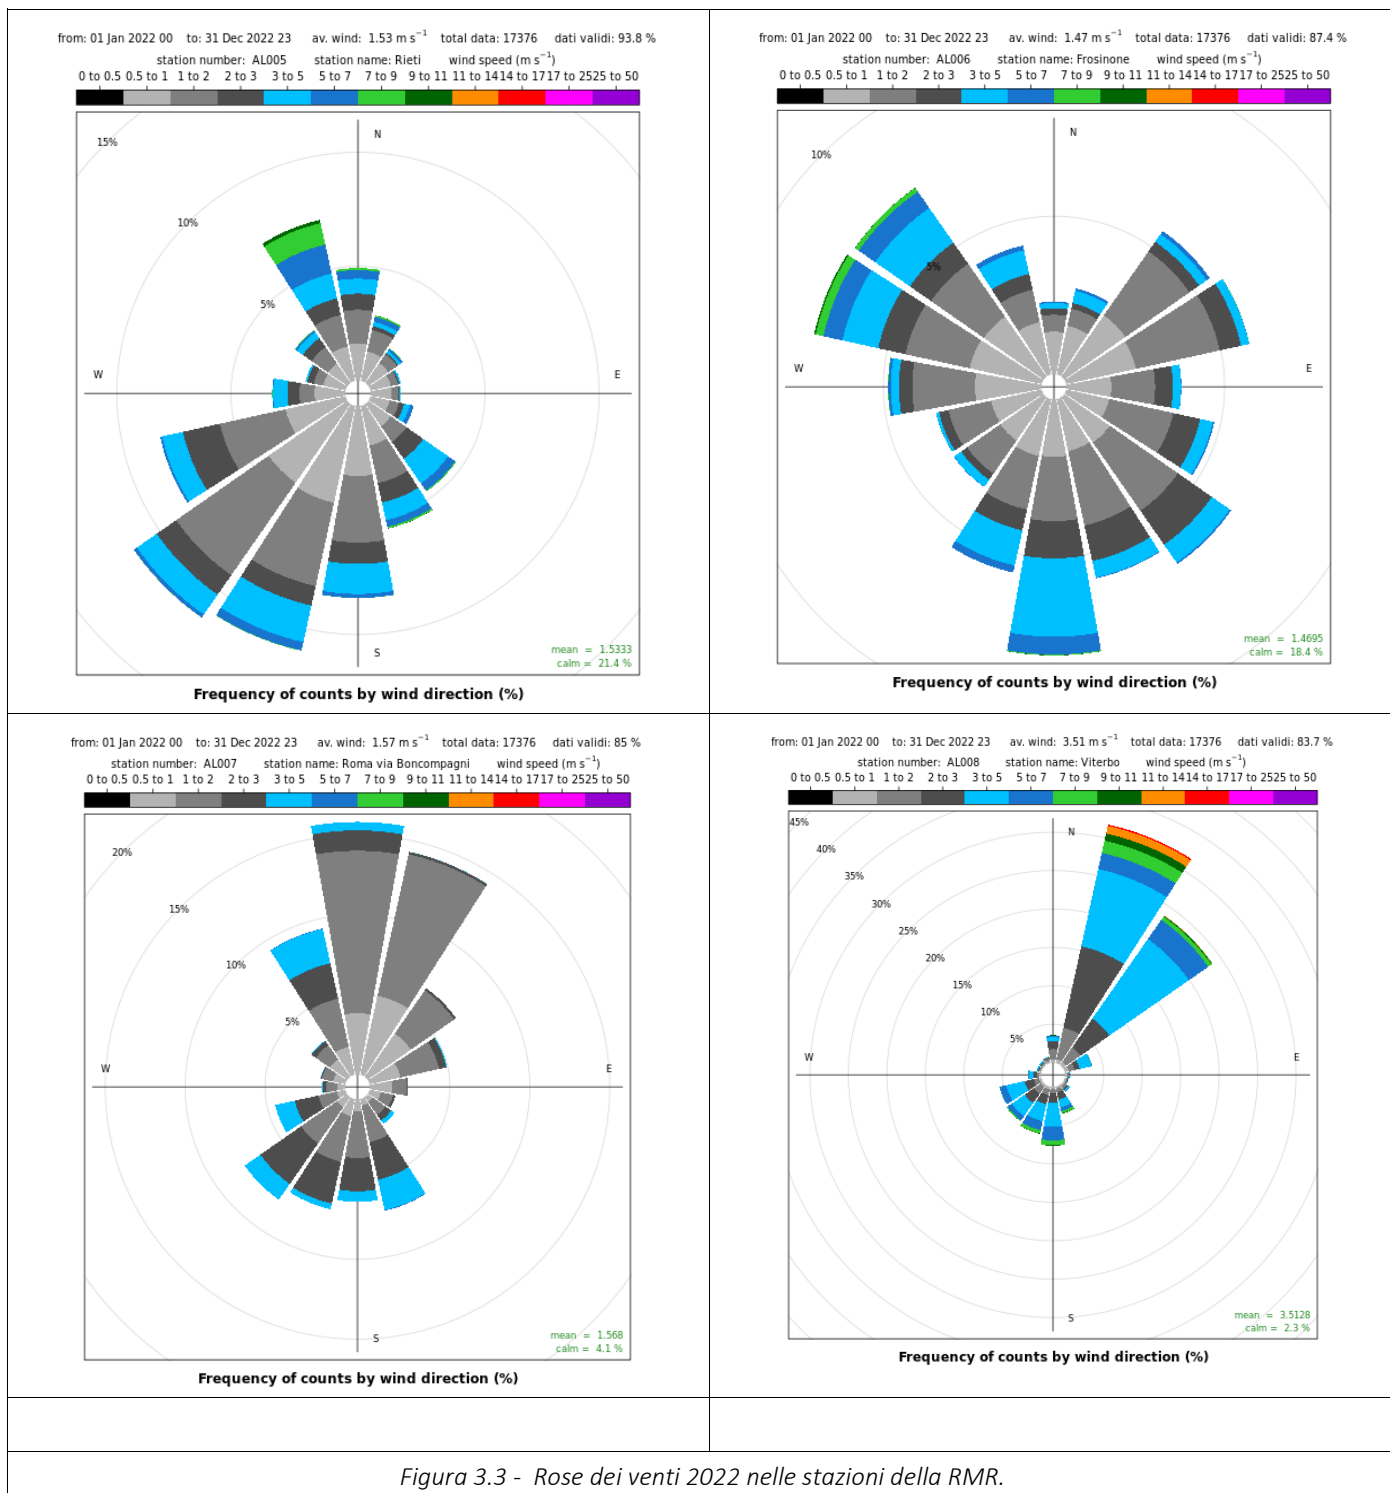 from: 01 Jan 2022 00 to: 31 Dec 2022 23 av. wind: 1.53 m s⁻¹ total data: 17376 dati validi: 93.8 %
station number: AL005 station name: Rieti wind speed (m s⁻¹)
0 to 0.5 0.5 to 1 1 to 2 2 to 3 3 to 5 5 to 7 7 to 9 9 to 11 11 to 14 14 to 17 17 to 25 25 to 50
N
15%
10%
5%
W
E
S
mean = 1.5333
calm = 21.4 %
Frequency of counts by wind direction (%)
from: 01 Jan 2022 00 to: 31 Dec 2022 23 av. wind: 1.47 m s⁻¹ total data: 17376 dati validi: 87.4 %
station number: AL006 station name: Frosinone wind speed (m s⁻¹)
0 to 0.5 0.5 to 1 1 to 2 2 to 3 3 to 5 5 to 7 7 to 9 9 to 11 11 to 14 14 to 17 17 to 25 25 to 50
N
10%
5%
W
E
mean = 1.4695
calm = 18.4 %
Frequency of counts by wind direction (%)
from: 01 Jan 2022 00 to: 31 Dec 2022 23 av. wind: 1.57 m s⁻¹ total data: 17376 dati validi: 85 %
station number: AL007 station name: Roma via Boncompagni wind speed (m s⁻¹)
0 to 0.5 0.5 to 1 1 to 2 2 to 3 3 to 5 5 to 7 7 to 9 9 to 11 11 to 14 14 to 17 17 to 25 25 to 50
20%
15%
10%
5%
W
E
S
mean = 1.568
calm = 4.1 %
Frequency of counts by wind direction (%)
from: 01 Jan 2022 00 to: 31 Dec 2022 23 av. wind: 3.51 m s⁻¹ total data: 17376 dati validi: 83.7 %
station number: AL008 station name: Viterbo wind speed (m s⁻¹)
0 to 0.5 0.5 to 1 1 to 2 2 to 3 3 to 5 5 to 7 7 to 9 9 to 11 11 to 14 14 to 17 17 to 25 25 to 50
45%
N
40%
35%
30%
25%
20%
15%
10%
5%
W
E
S
mean = 3.5128
calm = 2.3 %
Frequency of counts by wind direction (%)
Figura 3.3 - Rose dei venti 2022 nelle stazioni della RMR.